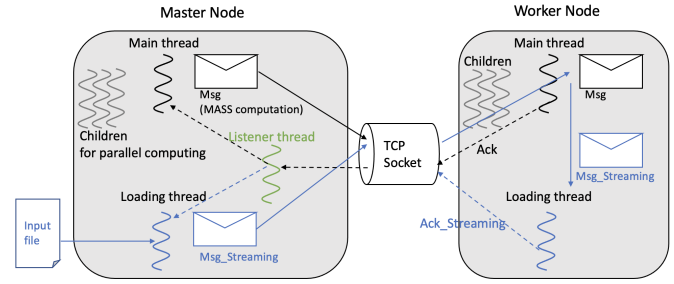 Master Node
Worker Node
Main thread
Msg
(MASS computation)
Children
for parallel computing
Listener thread
Loading thread
Msg_Streaming
Input
file
TCP
Socket
Main thread
Children
Msg
Ack
Msg_Streaming
Loading thread
Ack_Streaming